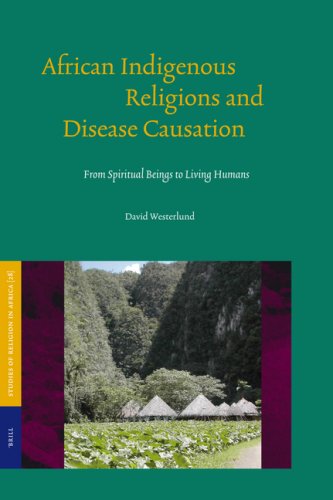 African Indigenous
Religions and
Disease Causation
From Spiritual Beings to Living Humans
David Westerlund
STUDIES OF RELIGION IN AFRICA [28]
BRILL